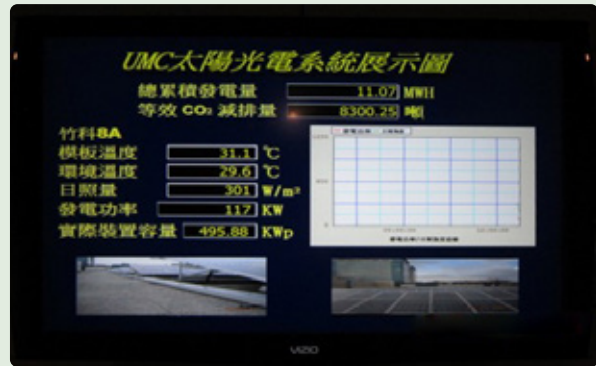 UMC太陽光電系統展示圖
總累積發電量 11.07 MWH
等效 CO₂ 減排量 8300.25 噸
竹科8A
模板溫度 31.1 ℃
環境溫度 29.6 ℃
日照量 301 W/m²
發電功率 117 KW
實際裝置容量 495.88 KWp
VIZIO